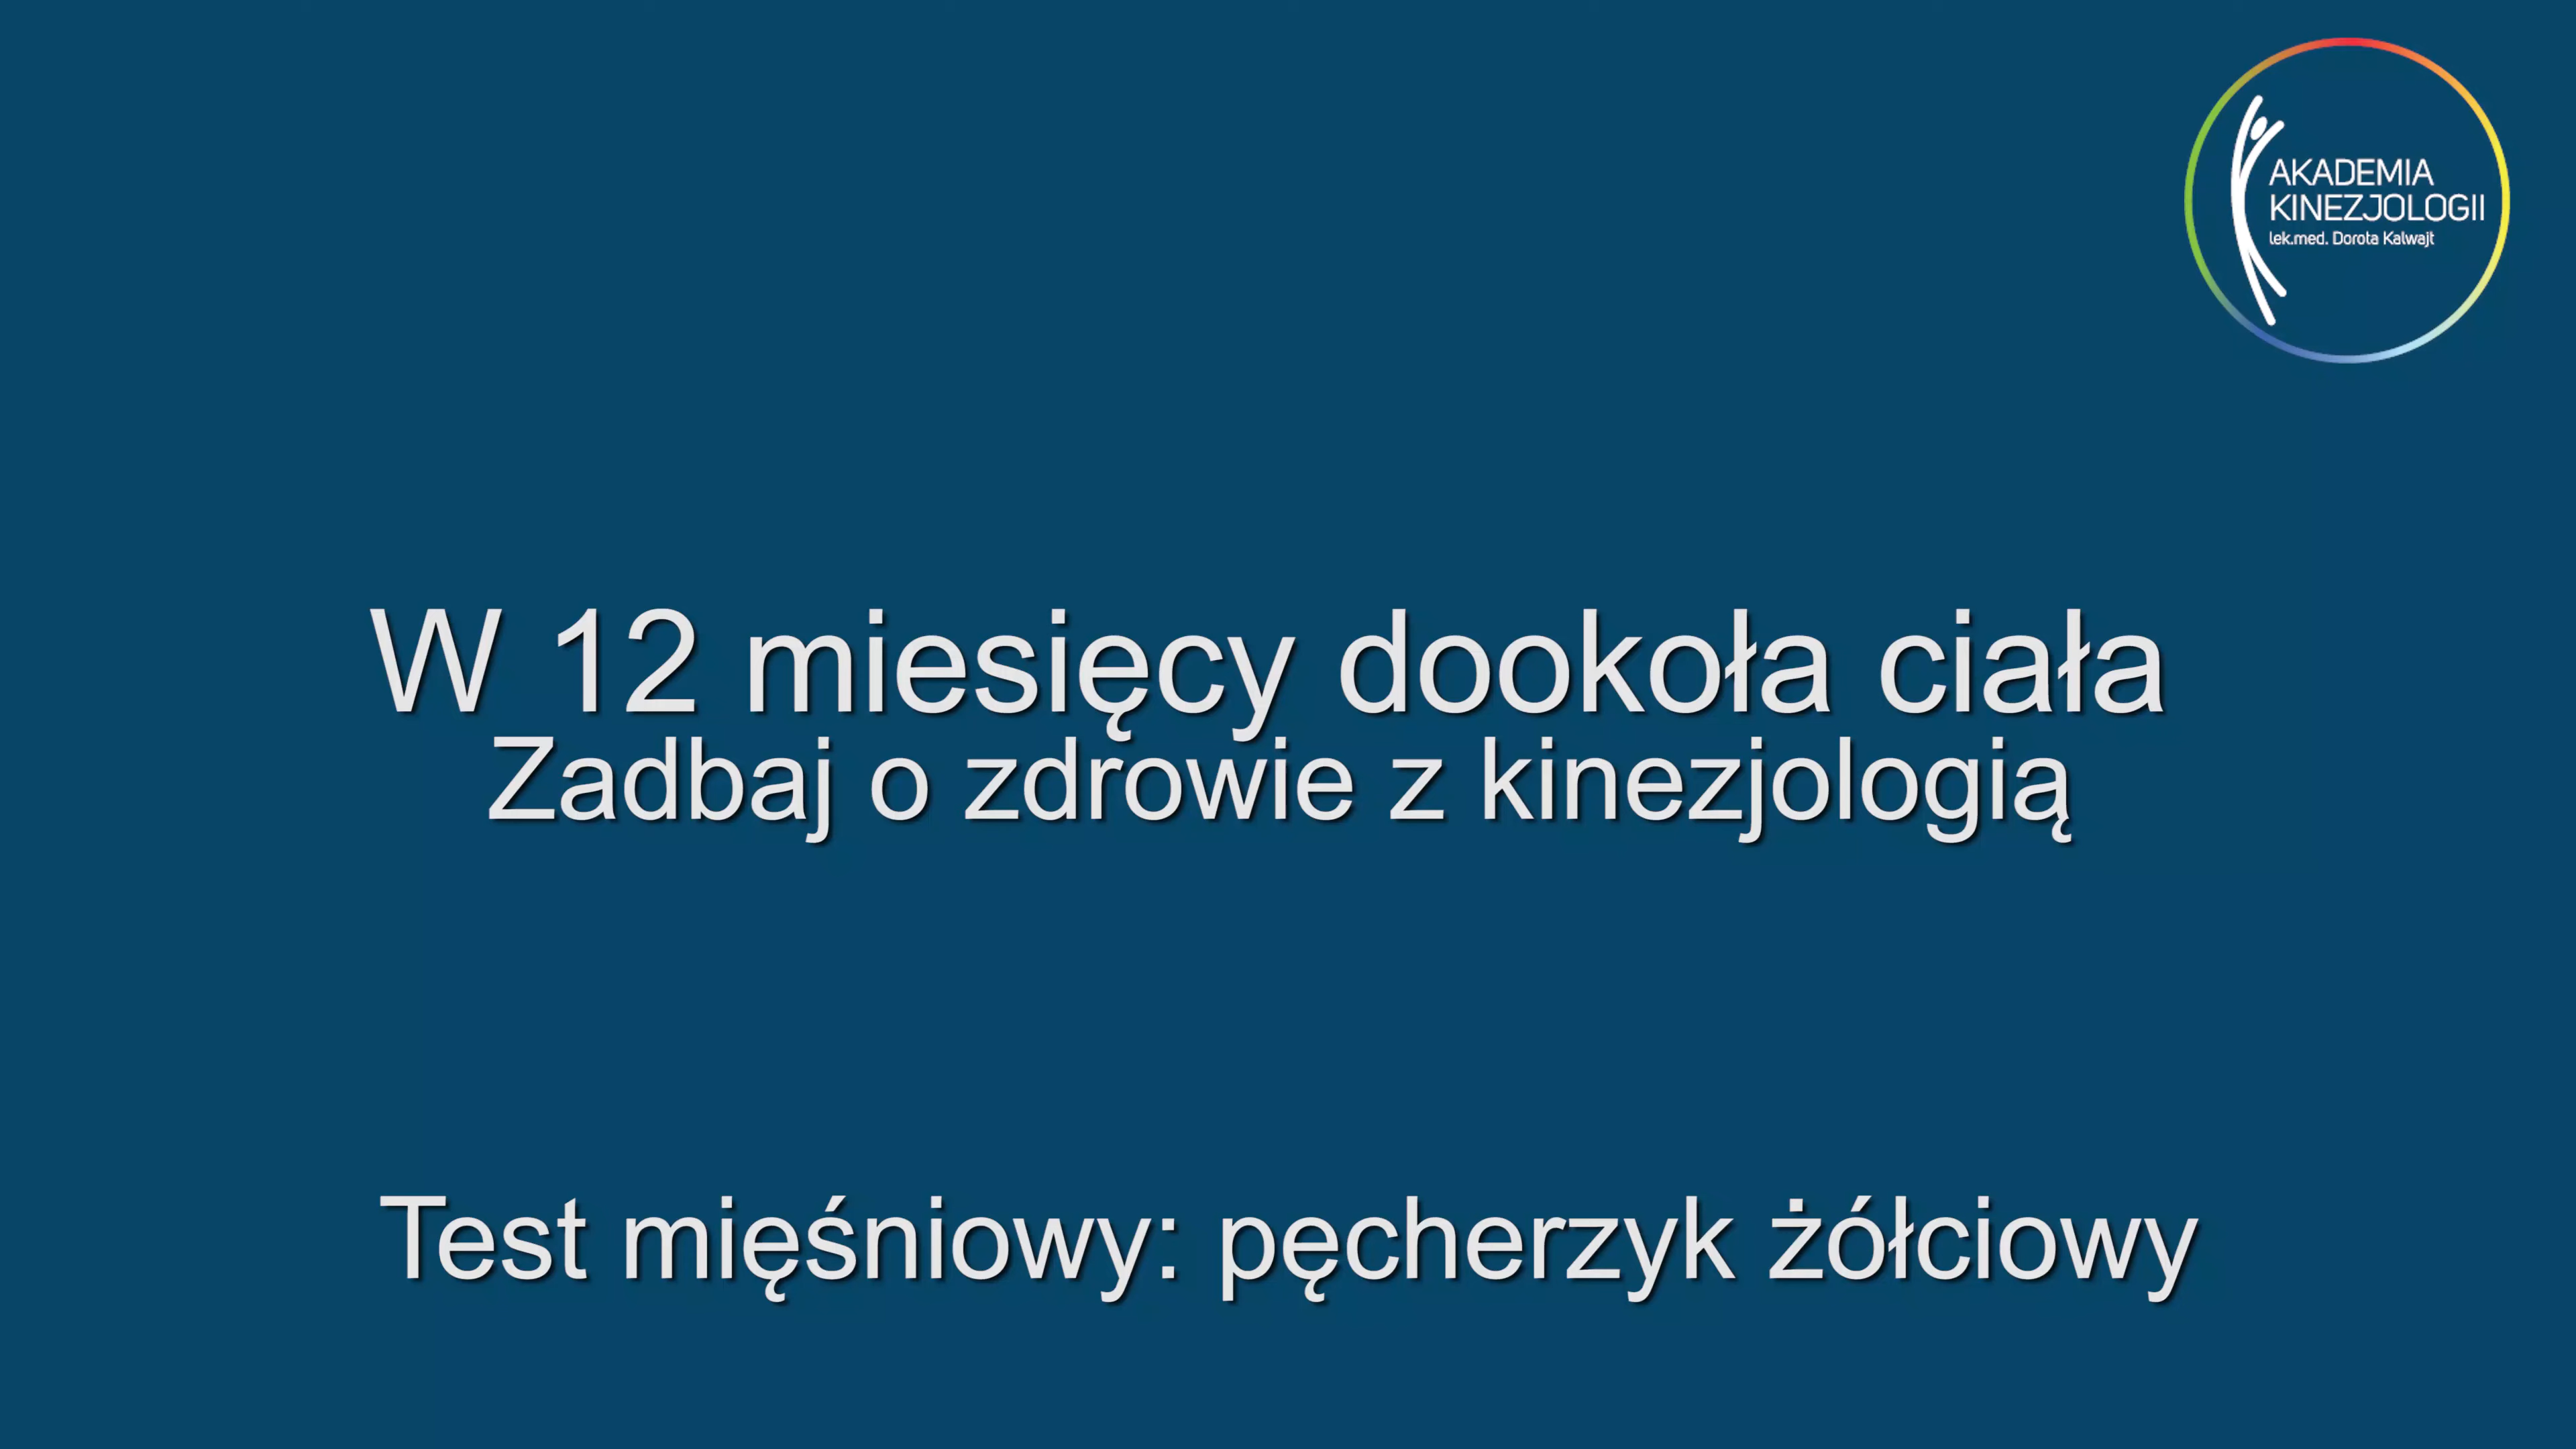 AKADEMIA
KINEZJOLOGII
lek.med. Dorota Kalwajt
W 12 miesięcy dookoła ciała
Zadbaj o zdrowie z kinezjologią
Test mięśniowy: pęcherzyk żółciowy